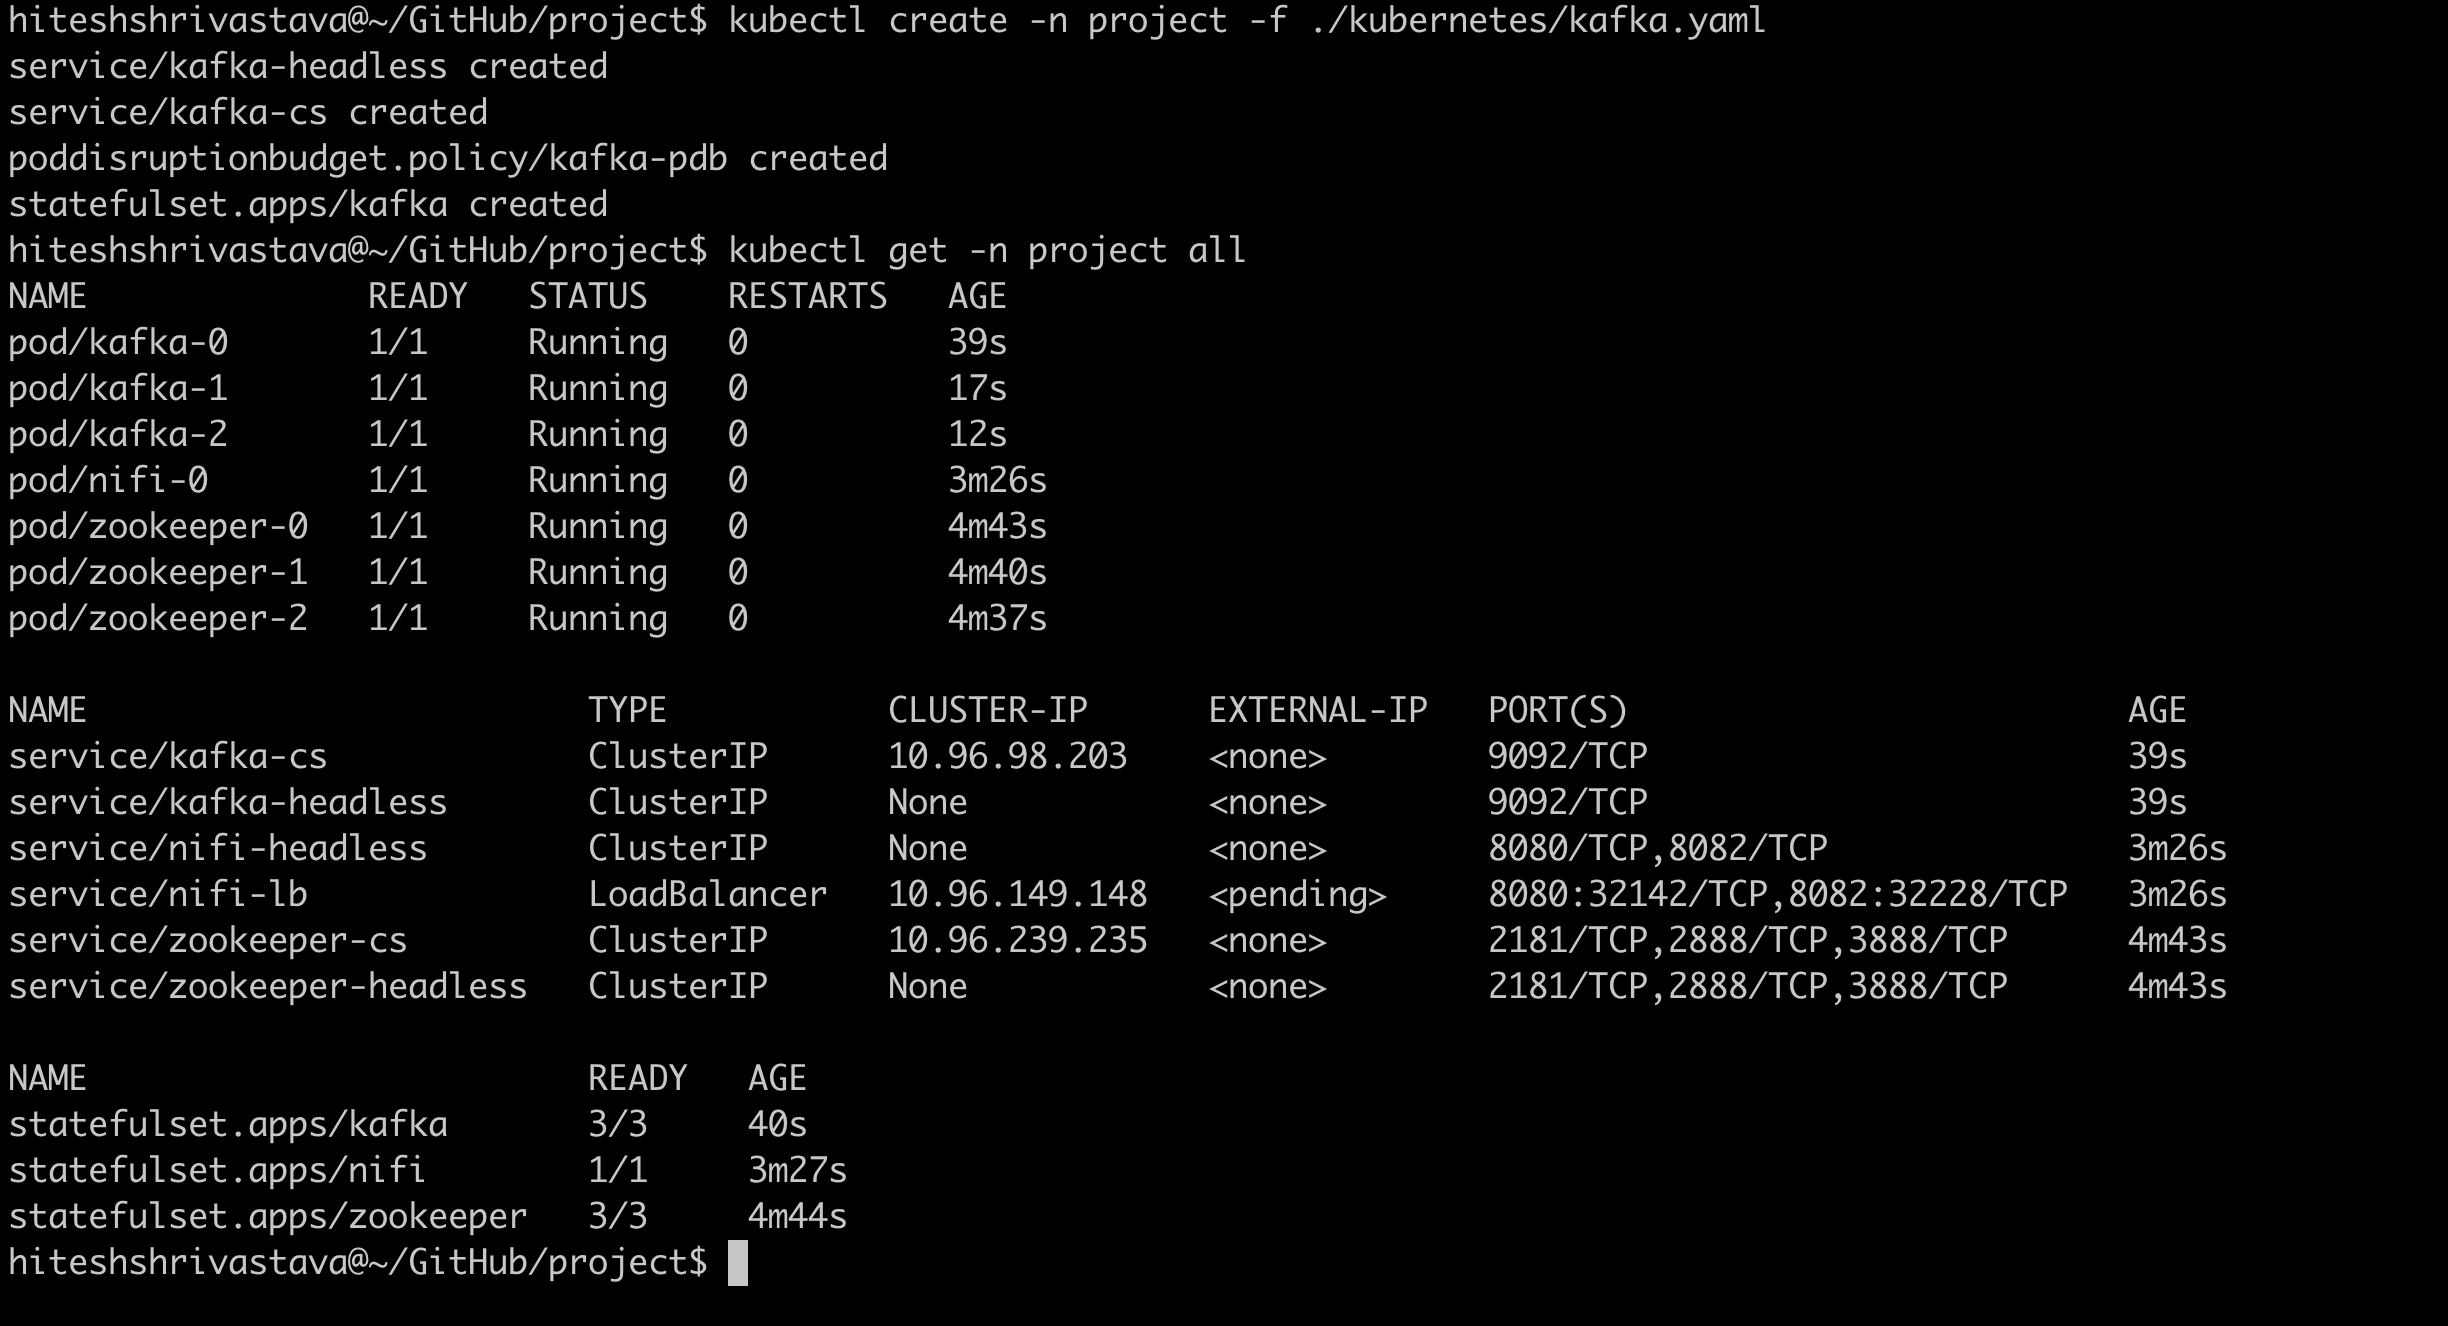 hiteshshrivastava@~/GitHub/project$ kubectl create -n project -f ./kubernetes/kafka.yaml
service/kafka-headless created
service/kafka-cs created
poddisruptionbudget.policy/kafka-pdb created
statefulset.apps/kafka created
hiteshshrivastava@~/GitHub/project$ kubectl get -n project all
NAME              READY   STATUS    RESTARTS   AGE
pod/kafka-0       1/1     Running   0          39s
pod/kafka-1       1/1     Running   0          17s
pod/kafka-2       1/1     Running   0          12s
pod/nifi-0        1/1     Running   0          3m26s
pod/zookeeper-0   1/1     Running   0          4m43s
pod/zookeeper-1   1/1     Running   0          4m40s
pod/zookeeper-2   1/1     Running   0          4m37s

NAME                         TYPE           CLUSTER-IP      EXTERNAL-IP   PORT(S)                         AGE
service/kafka-cs             ClusterIP      10.96.98.203    <none>        9092/TCP                        39s
service/kafka-headless       ClusterIP      None            <none>        9092/TCP                        39s
service/nifi-headless        ClusterIP      None            <none>        8080/TCP,8082/TCP               3m26s
service/nifi-lb              LoadBalancer   10.96.149.148   <pending>     8080:32142/TCP,8082:32228/TCP   3m26s
service/zookeeper-cs         ClusterIP      10.96.239.235   <none>        2181/TCP,2888/TCP,3888/TCP      4m43s
service/zookeeper-headless   ClusterIP      None            <none>        2181/TCP,2888/TCP,3888/TCP      4m43s

NAME                         READY   AGE
statefulset.apps/kafka       3/3     40s
statefulset.apps/nifi        1/1     3m27s
statefulset.apps/zookeeper   3/3     4m44s
hiteshshrivastava@~/GitHub/project$